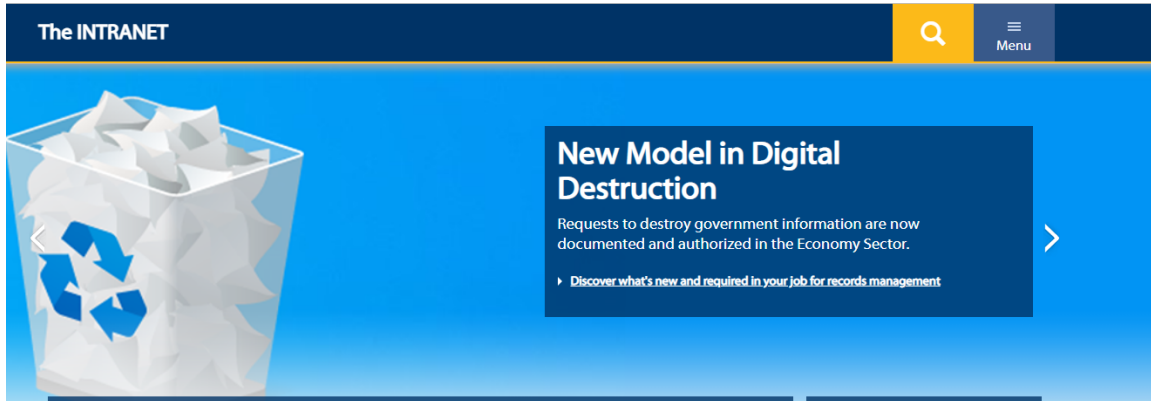 The INTRANET
Menu
New Model in Digital
Destruction
Requests to destroy government information are now
documented and authorized in the Economy Sector.
Discover what's new and required in your job for records management